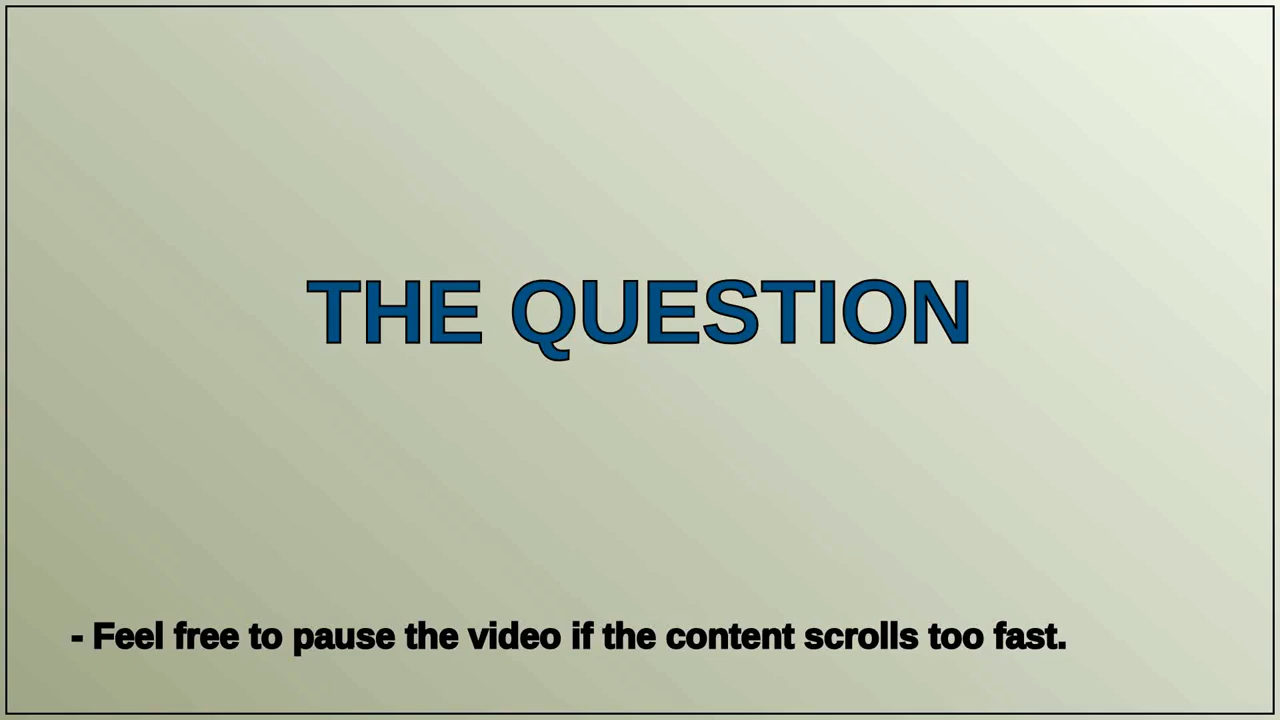 THE QUESTION
- Feel free to pause the video if the content scrolls too fast.